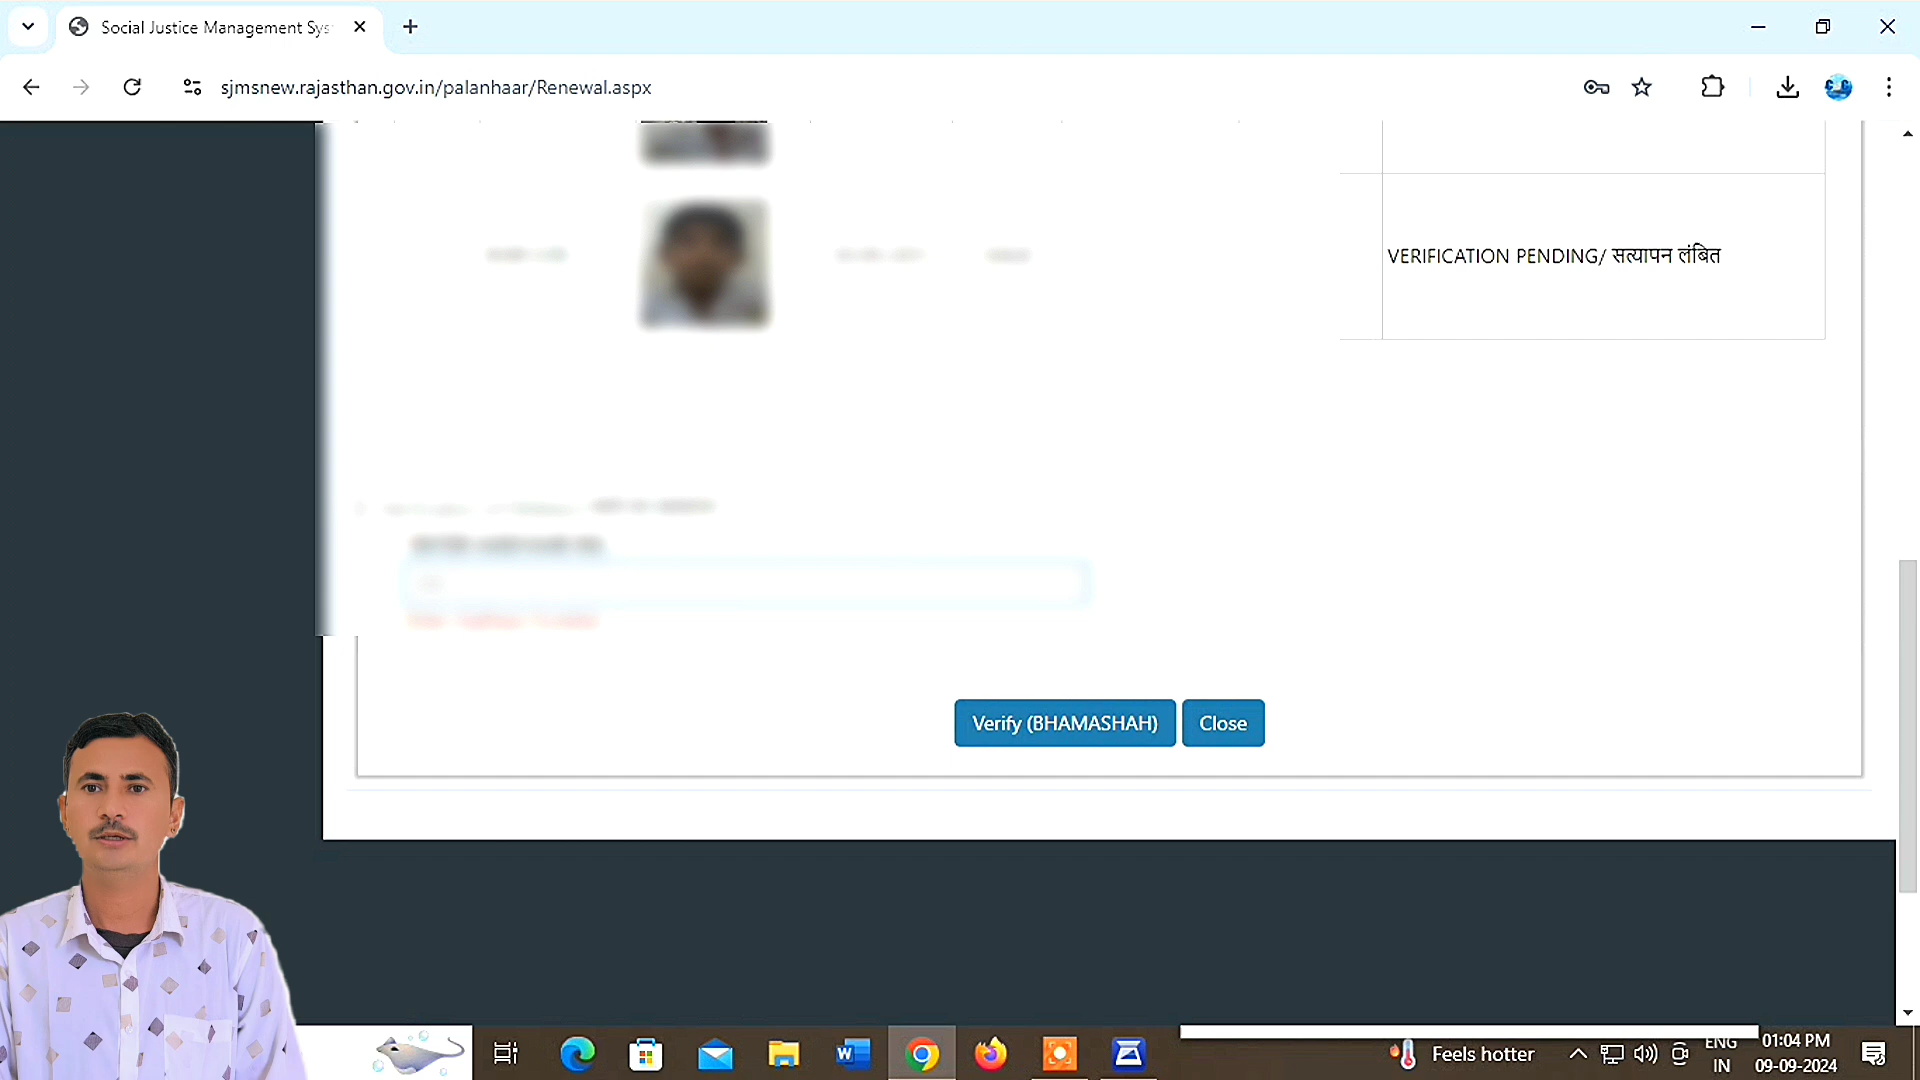 Social Justice Management Sys
sjmsnew.rajasthan.gov.in/palanhaar/Renewal.aspx
VERIFICATION PENDING/ सत्यापन लंबित
Verify (BHAMASHAH)
Close
Feels hotter
ENG
IN
01:04 PM
09-09-2024